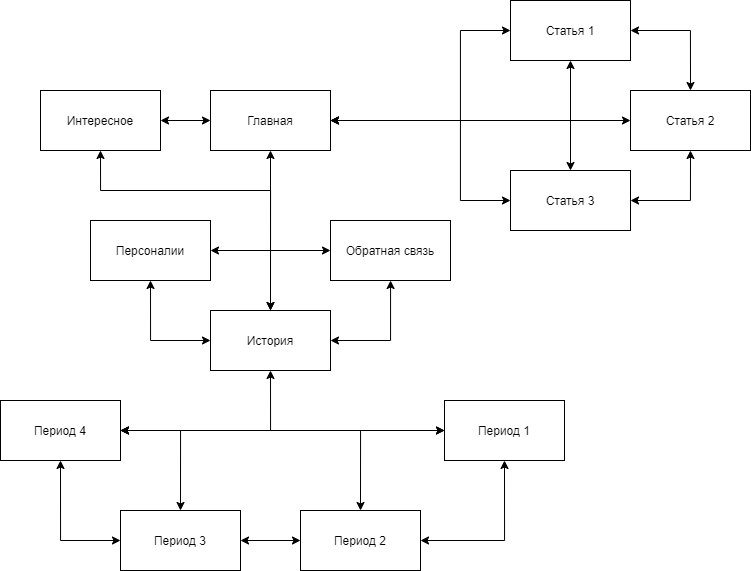 Статья 1
Интересное
Главная
Статья 2
Статья 3
Персоналии
Обратная связь
История
Период 4
Период 1
Период 3
Период 2